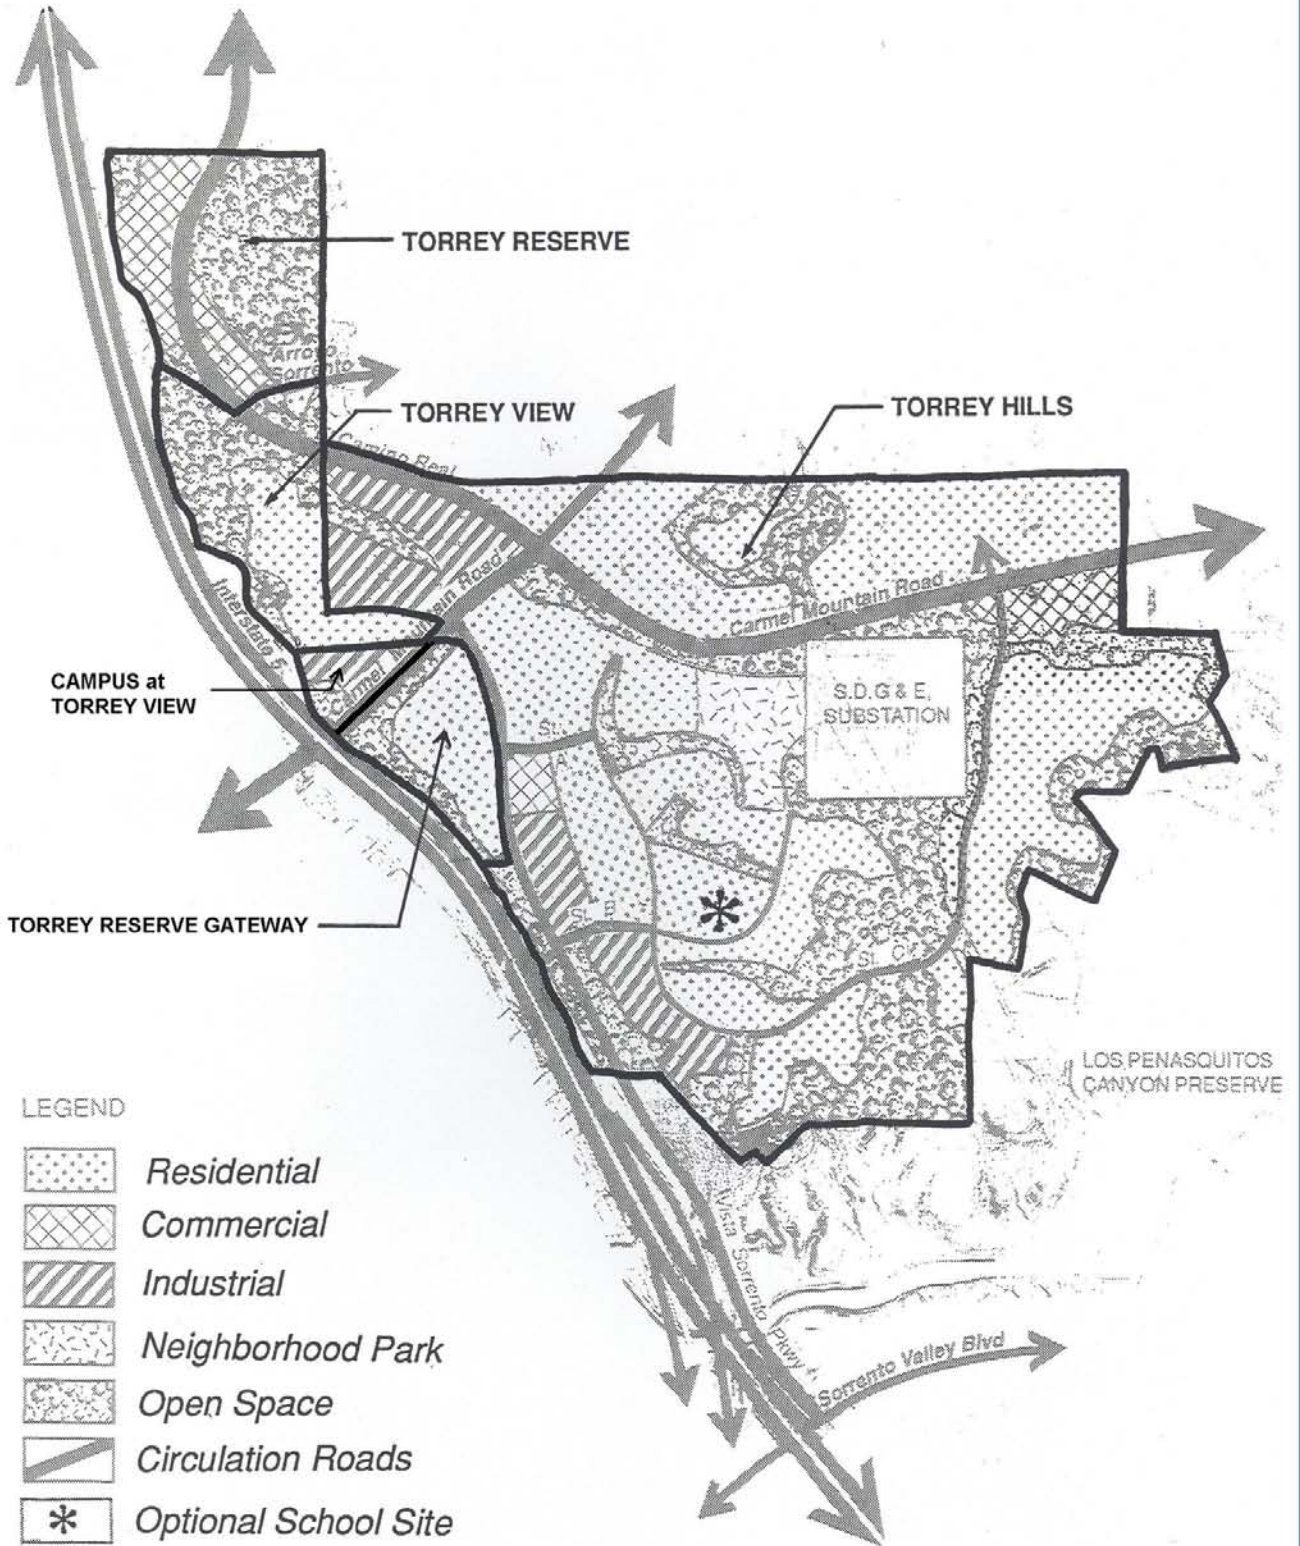 TORREY RESERVE
Arroyo
Sorrento
TORREY VIEW
TORREY HILLS
Camino Real
Carmel Mountain Road
Interstate 5
Carmel Mountain Road
CAMPUS at
TORREY VIEW
S.D.G & E.
SUBSTATION
St. A
TORREY RESERVE GATEWAY
St. B
St. C
LOS PENASQUITOS
CANYON PRESERVE
LEGEND
Residential
Commercial
Industrial
Neighborhood Park
Open Space
Circulation Roads
Optional School Site
Vista Sorrento Pkwy
Sorrento Valley Blvd